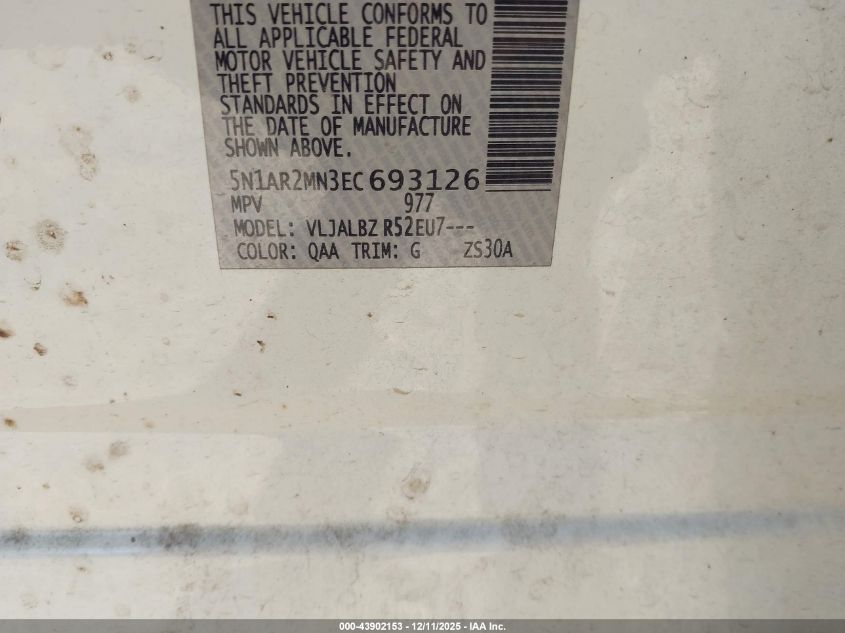 THIS VEHICLE CONFORMS TO
ALL APPLICABLE FEDERAL
MOTOR VEHICLE SAFETY AND
THEFT PREVENTION
STANDARDS IN EFFECT ON
THE DATE OF MANUFACTURE
SHOWN ABOVE.
5N1AR2MN3EC693126
MPV 977
MODEL: VLJALBZ R52EU7---
COLOR: QAA TRIM: G ZS30A
000-43902153 - 12/11/2025 - IAA Inc.